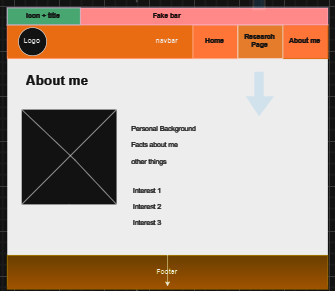 Icon + title
Fake bar
Logo
navbar
Home
Research
Page
About me
About me
Personal Background
Facts about me
other things
Interest 1
Interest 2
Interest 3
Footer